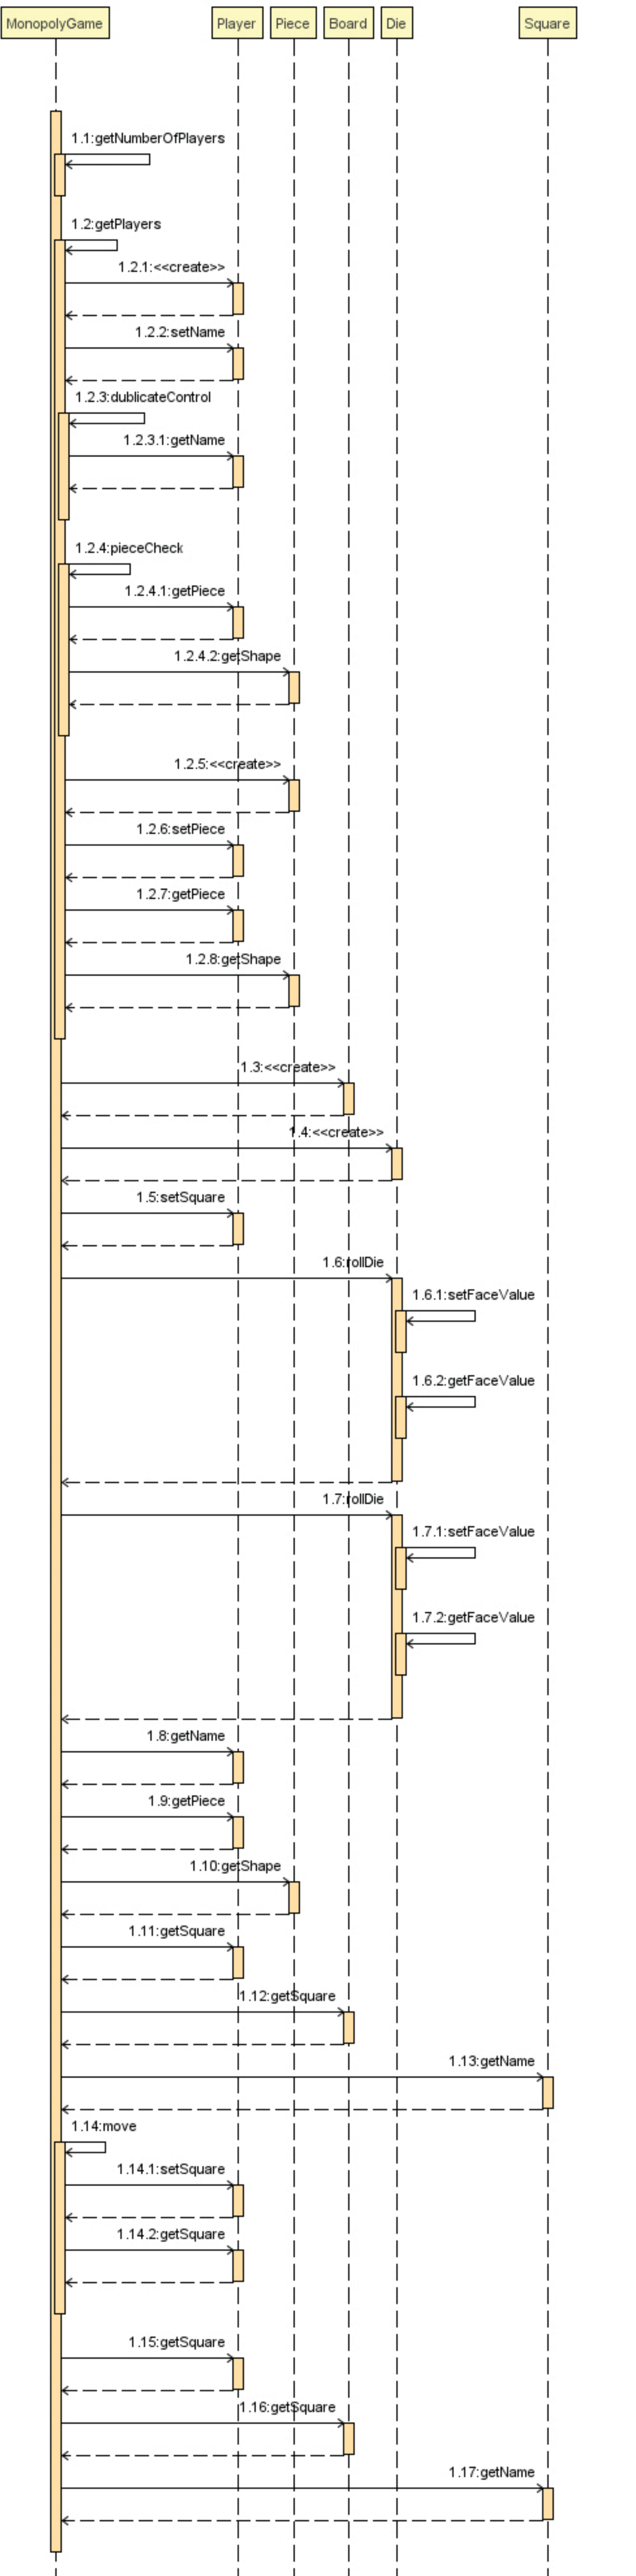 MonopolyGame Player Piece Board Die Square
1.1:getNumberOfPlayers
1.2:getPlayers
1.2.1:<<create>>
1.2.2:setName
1.2.3:dublicateControl
1.2.3.1:getName
1.2.4:pieceCheck
1.2.4.1:getPiece
1.2.4.2:getShape
1.2.5:<<create>>
1.2.6:setPiece
1.2.7:getPiece
1.2.8:getShape
1.3:<<create>>
1.4:<<create>>
1.5:setSquare
1.6:rollDie
1.6.1:setFaceValue
1.6.2:getFaceValue
1.7:rollDie
1.7.1:setFaceValue
1.7.2:getFaceValue
1.8:getName
1.9:getPiece
1.10:getShape
1.11:getSquare
1.12:getSquare
1.13:getName
1.14:move
1.14.1:setSquare
1.14.2:getSquare
1.15:getSquare
1.16:getSquare
1.17:getName